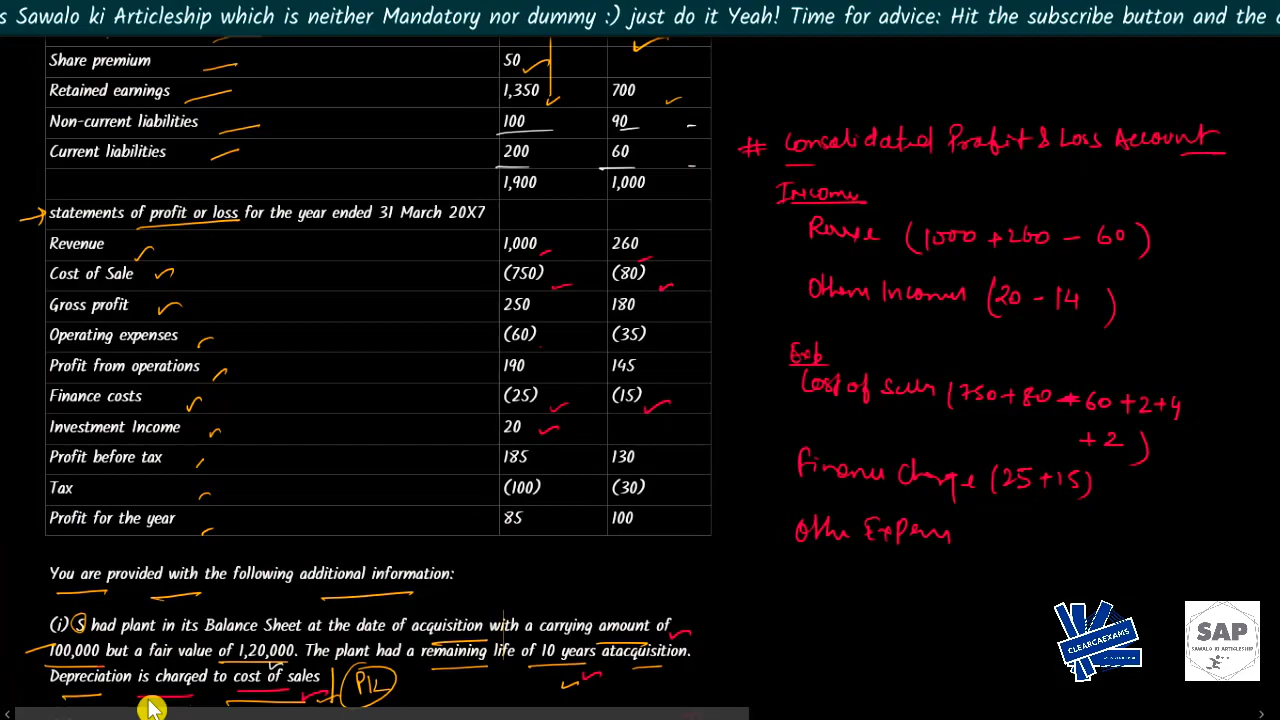 s Sawalo ki Articleship which is neither Mandatory nor dummy :) just do it Yeah! Time for advice: Hit the subscribe button and the
Share premium 50
Retained earnings 1,350 700
Non-current liabilities 100 90 -
Current liabilities 200 60 -
1,900 1,000
statements of profit or loss for the year ended 31 March 20X7
Revenue 1,000 260
Cost of Sale (750) (80)
Gross profit 250 180
Operating expenses (60) (35)
Profit from operations 190 145
Finance costs (25) (15)
Investment Income 20
Profit before tax 185 130
Tax (100) (30)
Profit for the year 85 100
You are provided with the following additional information:
(i) S had plant in its Balance Sheet at the date of acquisition with a carrying amount of
100,000 but a fair value of 1,20,000. The plant had a remaining life of 10 years atacquisition.
Depreciation is charged to cost of sales
P/L
# Consolidated Profit & Loss Account
Income
(1000 + 260 - 60)
Others Incomes (20 - 14)
Exp
Cost of (750 + 80 - 60 + 2 + 4
+ 2)
Finance Charge (25 + 15)
CLEARCAEXAMS
SAP
SAWALO KI ARTICLESHIP